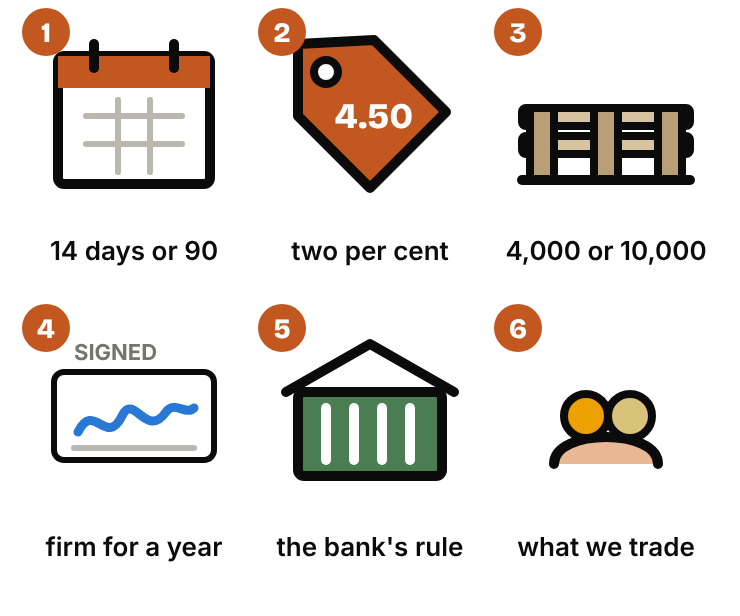 1
2
3
4.50
14 days or 90
two per cent
4,000 or 10,000
4
5
6
SIGNED
firm for a year
the bank's rule
what we trade